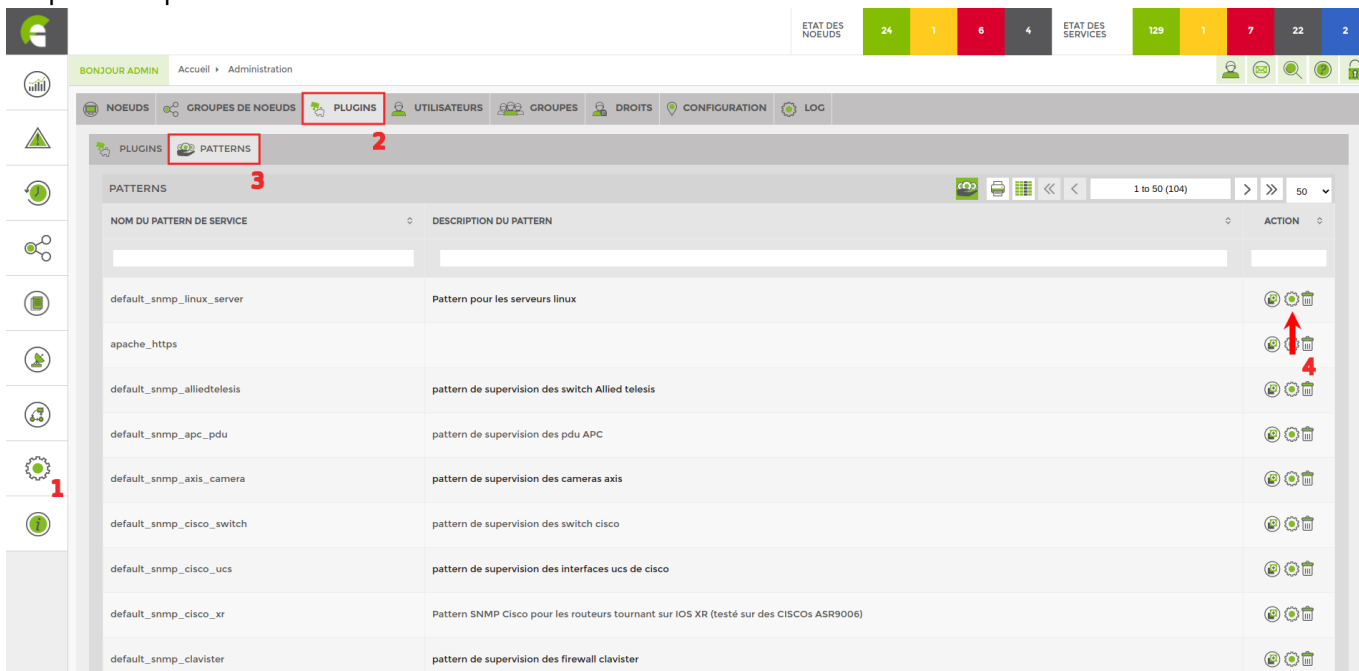 ETAT DES NOEUDS 24 1 6 4 ETAT DES SERVICES 129 1 7 22 2
BONJOUR ADMIN Accueil Administration
NOEUDS GROUPES DE NOEUDS PLUGINS UTILISATEURS GROUPES DROITS CONFIGURATION LOG
2
PLUGINS PATTERNS
3
PATTERNS 1 to 50 (104) 50
NOM DU PATTERN DE SERVICE DESCRIPTION DU PATTERN ACTION
default_snmp_linux_server Pattern pour les serveurs linux
apache_https
4
default_snmp_alliedtelesis pattern de supervision des switch Allied telesis
default_snmp_apc_pdu pattern de supervision des pdu APC
default_snmp_axis_camera pattern de supervision des cameras axis
1
default_snmp_cisco_switch pattern de supervision des switch cisco
default_snmp_cisco_ucs pattern de supervision des interfaces ucs de cisco
default_snmp_cisco_xr Pattern SNMP Cisco pour les routeurs tournant sur IOS XR (testé sur des CISCOs ASR9006)
default_snmp_clavister pattern de supervision des firewall clavister